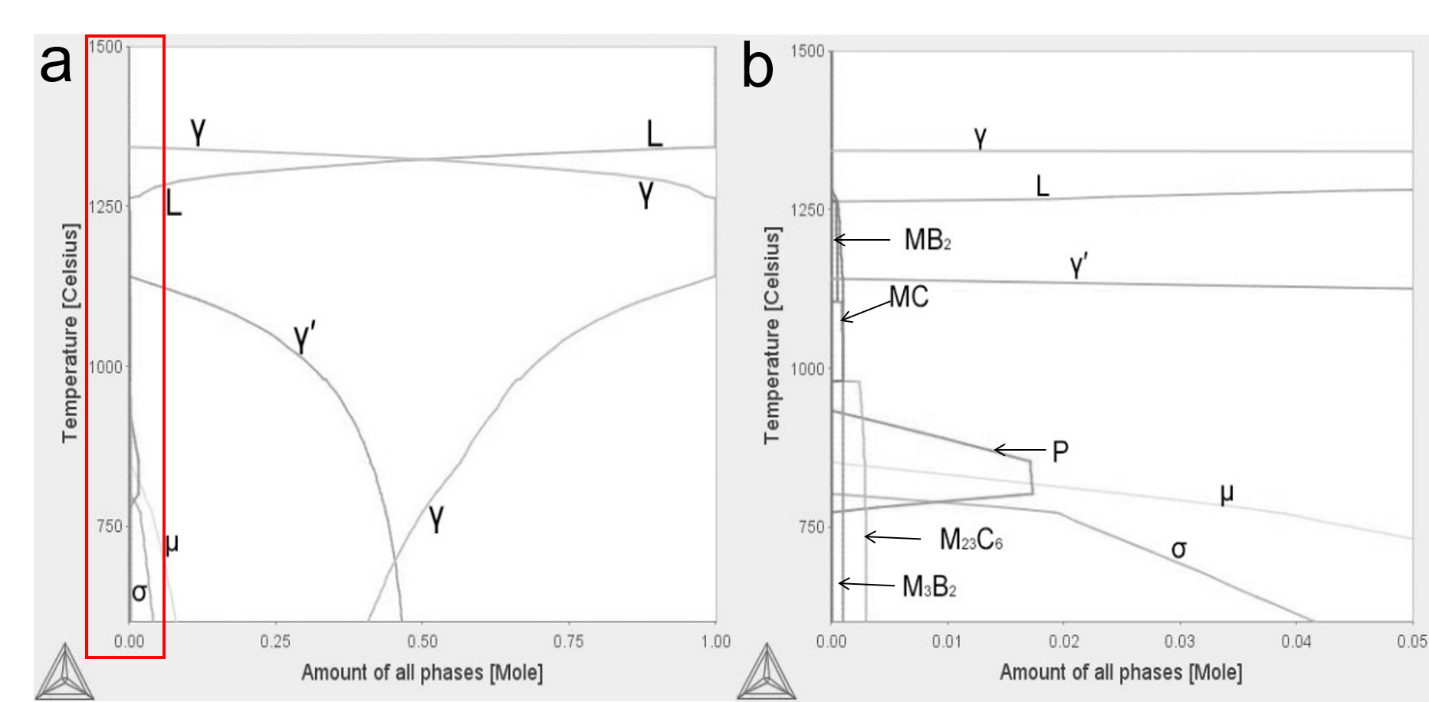 a
1500
1250
1000
750
Temperature [Celsius]
γ
L
L
γ
γ′
γ
μ
σ
0.00
0.25
0.50
0.75
1.00
Amount of all phases [Mole]
b
1500
1250
1000
750
Temperature [Celsius]
γ
L
MB₂
γ′
MC
P
μ
M₂₃C₆
σ
M₃B₂
0.00
0.01
0.02
0.03
0.04
0.05
Amount of all phases [Mole]